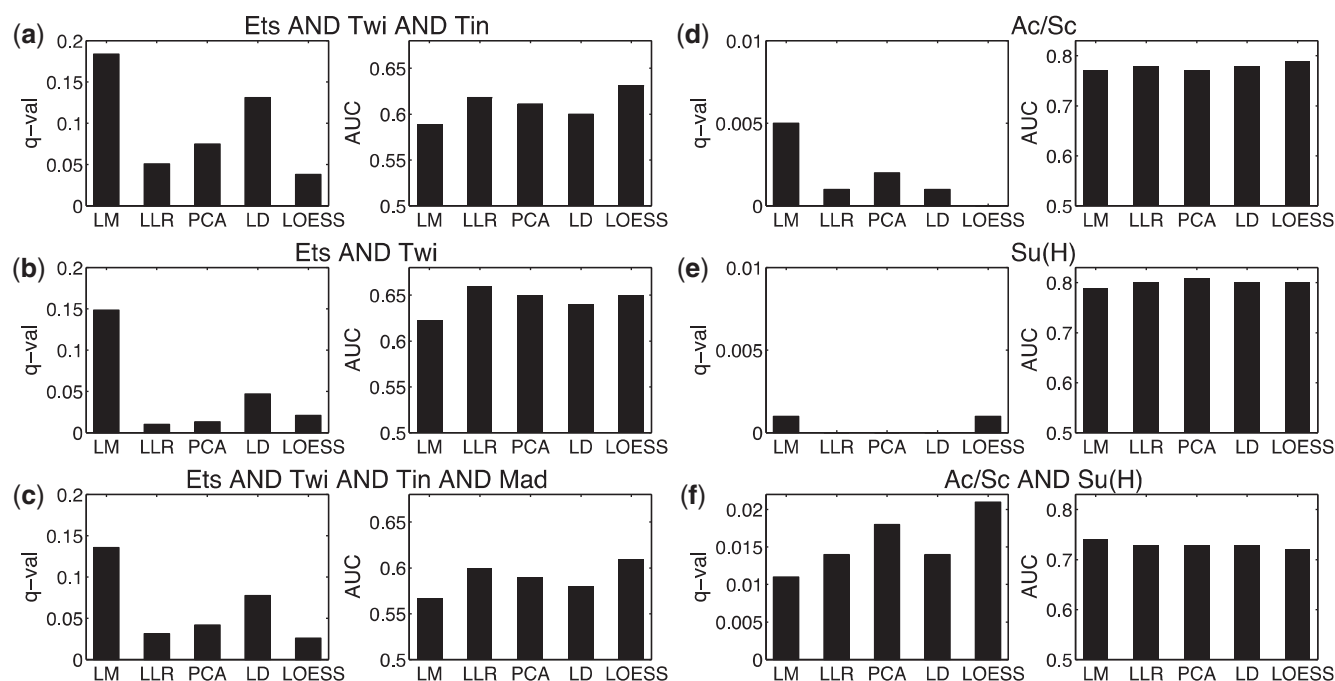 (a) Ets AND Twi AND Tin
0.2
0.15
0.1
0.05
0
q-val
LM LLR PCA LD LOESS
0.65
0.6
0.55
0.5
AUC
LM LLR PCA LD LOESS
(b) Ets AND Twi
0.2
0.15
0.1
0.05
0
q-val
LM LLR PCA LD LOESS
0.65
0.6
0.55
0.5
AUC
LM LLR PCA LD LOESS
(c) Ets AND Twi AND Tin AND Mad
0.2
0.15
0.1
0.05
0
q-val
LM LLR PCA LD LOESS
0.65
0.6
0.55
0.5
AUC
LM LLR PCA LD LOESS
(d) Ac/Sc
0.01
0.005
0
q-val
LM LLR PCA LD LOESS
0.8
0.7
0.6
0.5
AUC
LM LLR PCA LD LOESS
(e) Su(H)
0.01
0.005
0
q-val
LM LLR PCA LD LOESS
0.8
0.7
0.6
0.5
AUC
LM LLR PCA LD LOESS
(f) Ac/Sc AND Su(H)
0.02
0.015
0.01
0.005
0
q-val
LM LLR PCA LD LOESS
0.8
0.7
0.6
0.5
AUC
LM LLR PCA LD LOESS